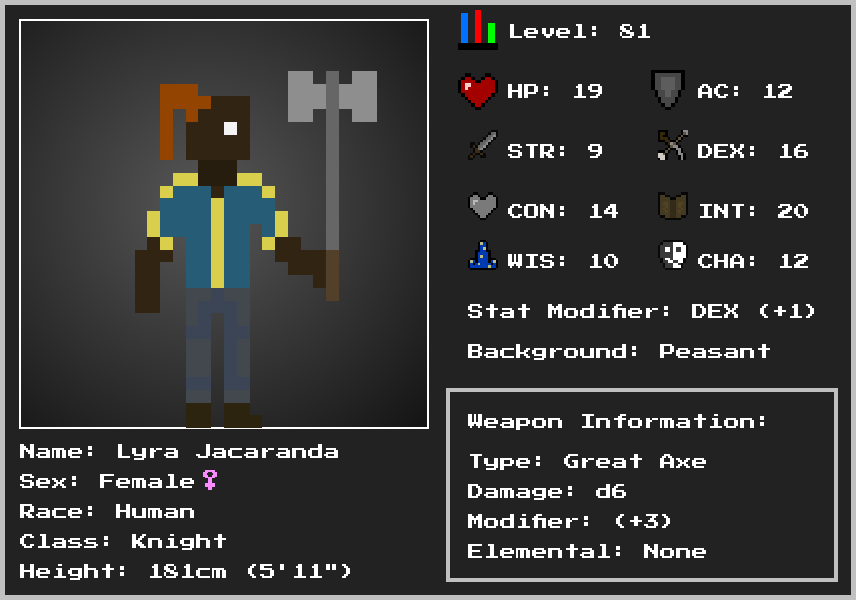 Level: 81
HP: 19 AC: 12
STR: 9 DEX: 16
CON: 14 INT: 20
WIS: 10 CHA: 12
Stat Modifier: DEX (+1)
Background: Peasant
Weapon Information:
Type: Great Axe
Damage: d6
Modifier: (+3)
Elemental: None
Name: Lyra Jacaranda
Sex: Female♀
Race: Human
Class: Knight
Height: 181cm (5'11")